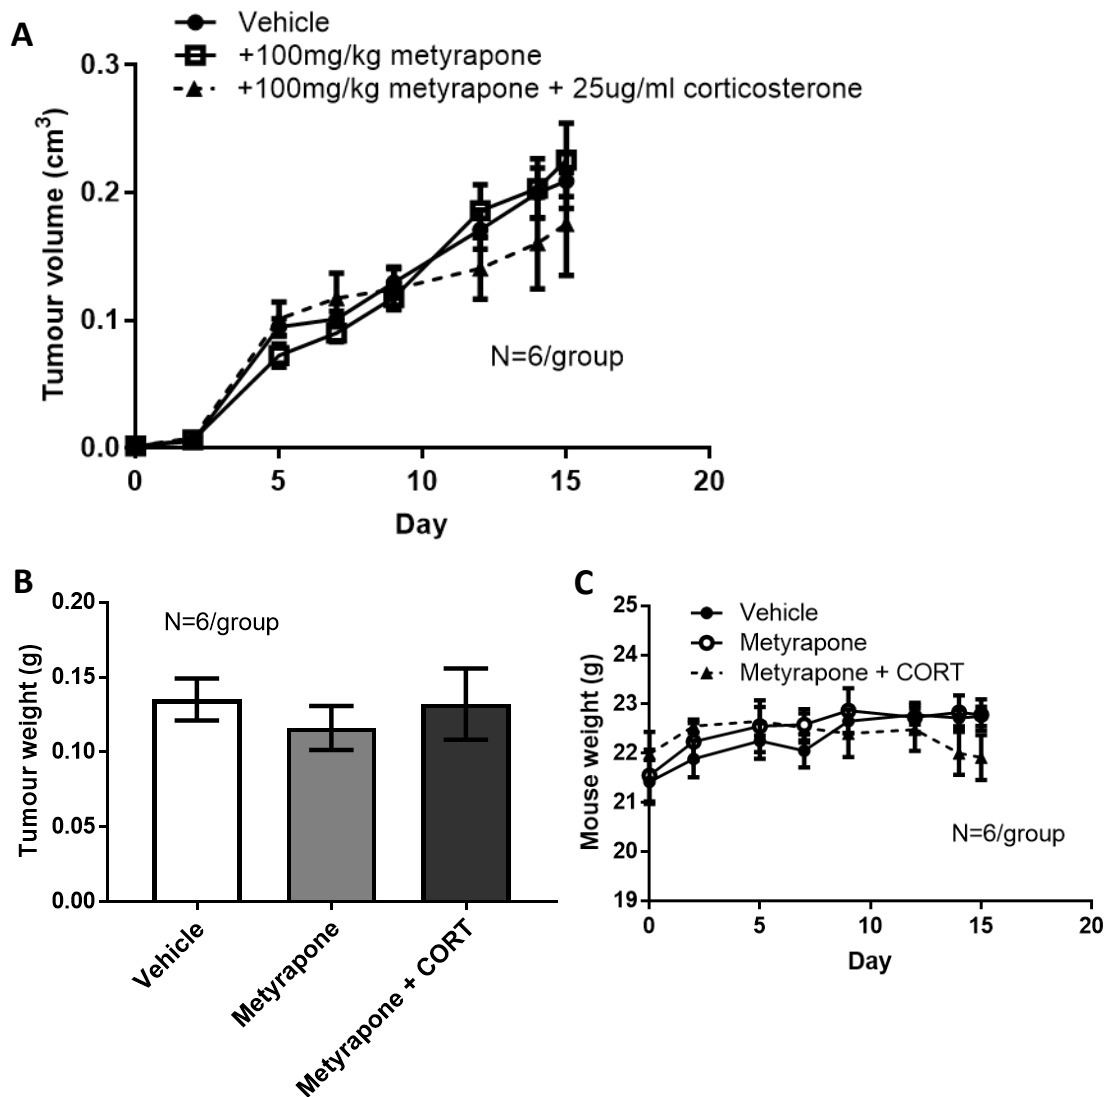 A
Vehicle
+100mg/kg metyrapone
+100mg/kg metyrapone + 25ug/ml corticosterone
Tumour volume (cm³)
0.3
0.2
0.1
0.0
N=6/group
0 5 10 15 20
Day
B
Tumour weight (g)
0.20
0.15
0.10
0.05
0.00
N=6/group
Vehicle
Metyrapone
Metyrapone + CORT
C
Mouse weight (g)
25
24
23
22
21
20
19
Vehicle
Metyrapone
Metyrapone + CORT
N=6/group
0 5 10 15 20
Day